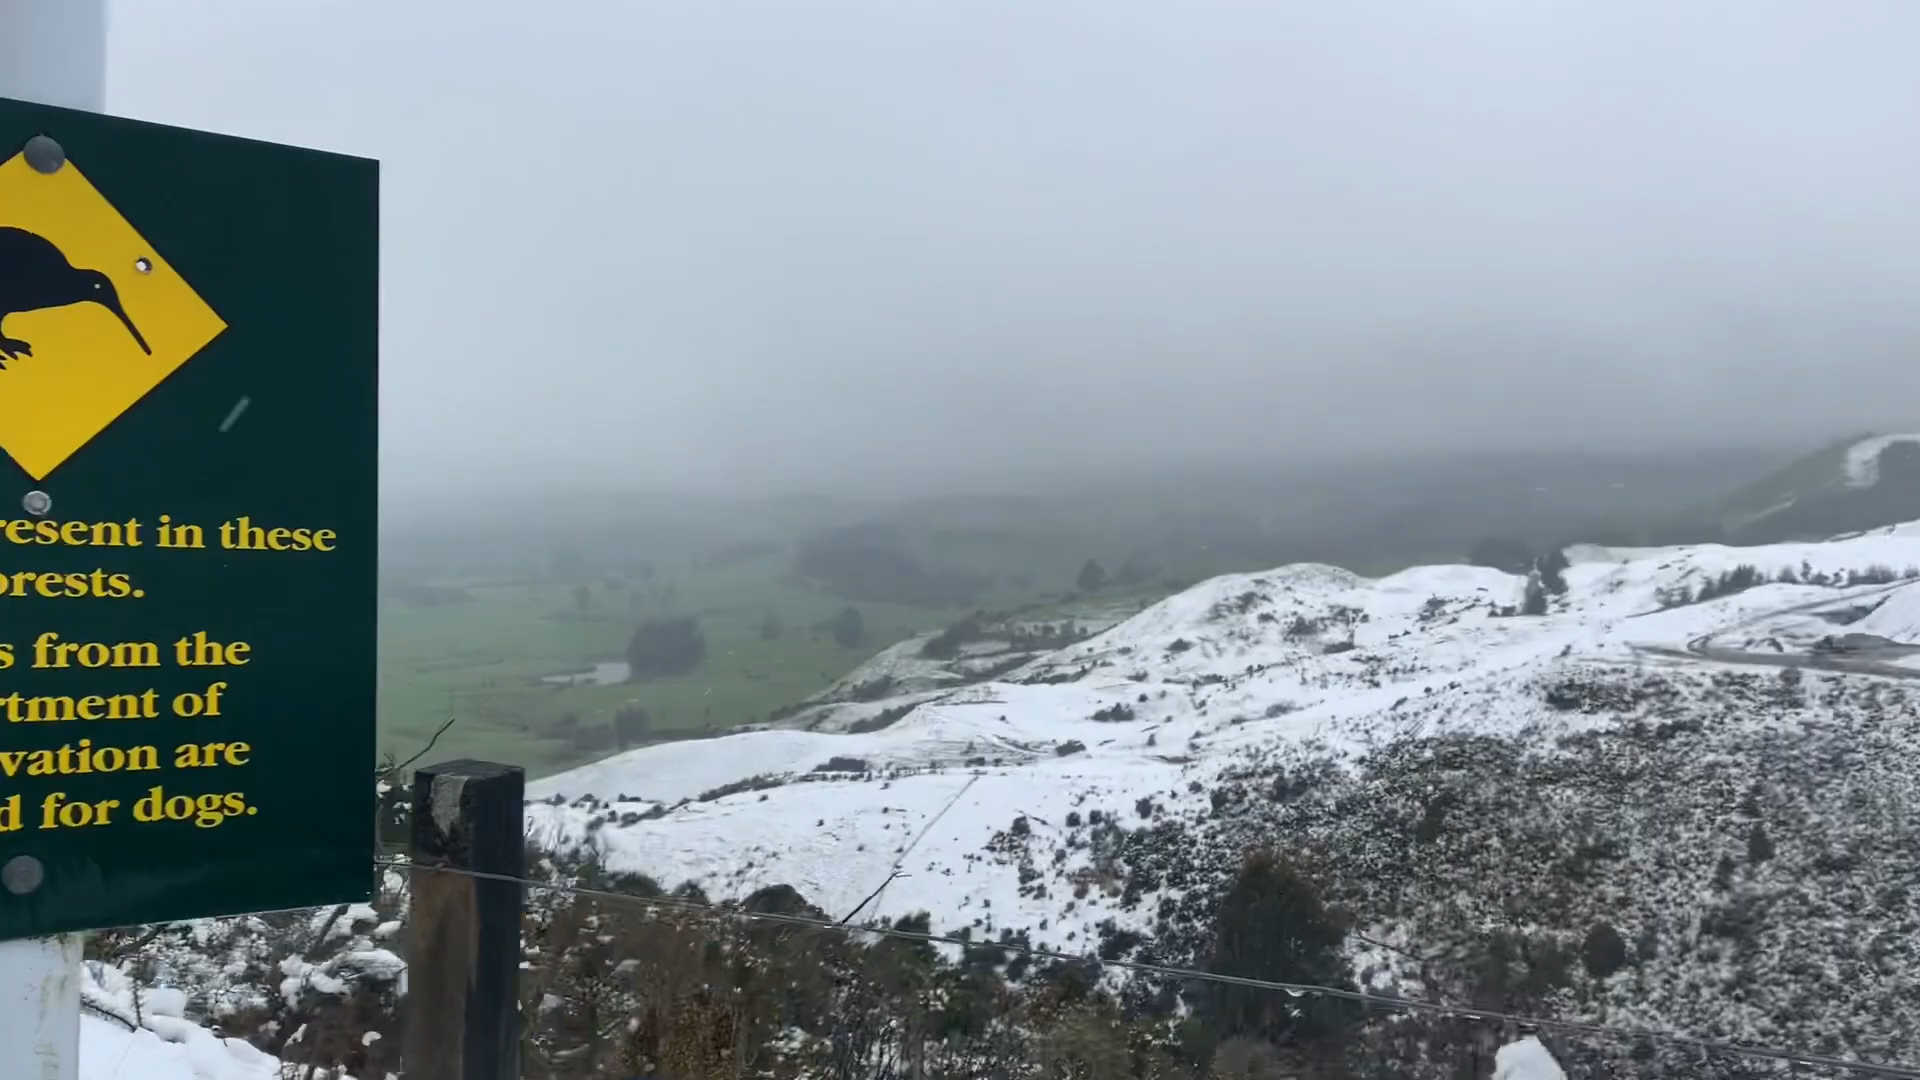 resent in these
orests.
s from the
rtment of
vation are
d for dogs.